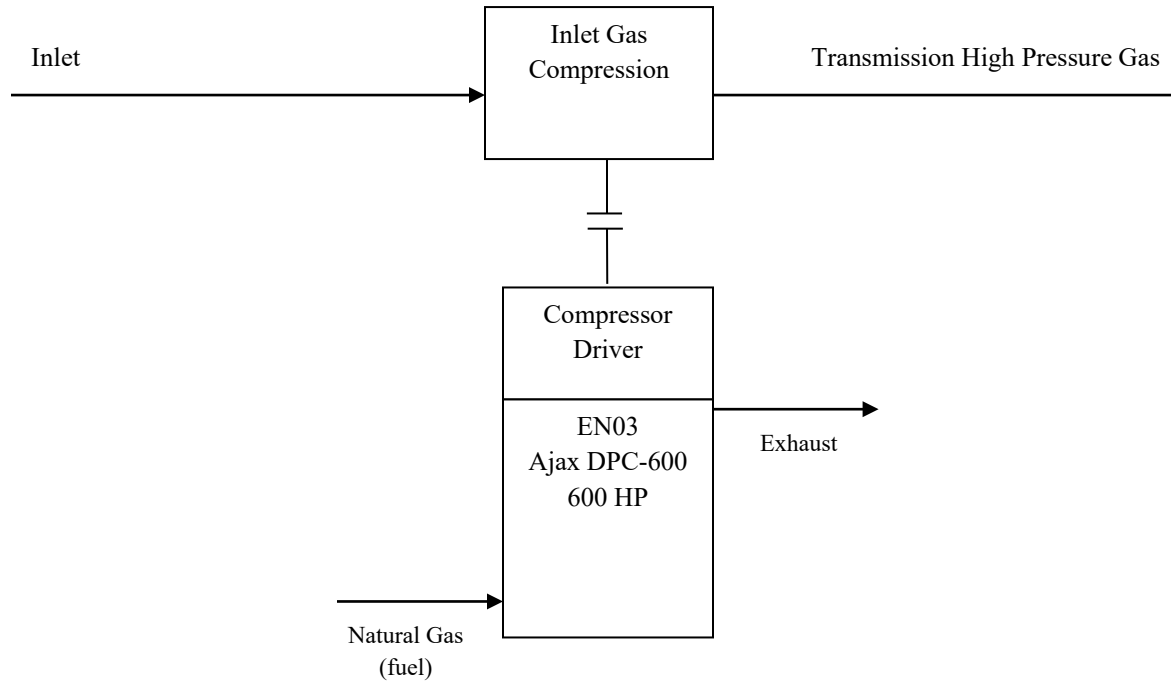 Inlet
Inlet Gas
Compression
Transmission High Pressure Gas
Compressor
Driver
EN03
Ajax DPC-600
600 HP
Exhaust
Natural Gas
(fuel)